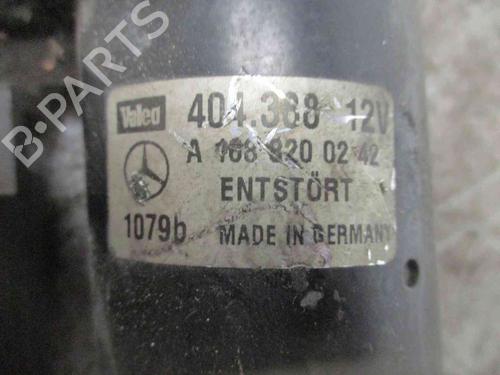 B-PARTS
Valeo 404.368 12V
A 168 820 02 42
ENTSTÖRT
1079b MADE IN GERMANY